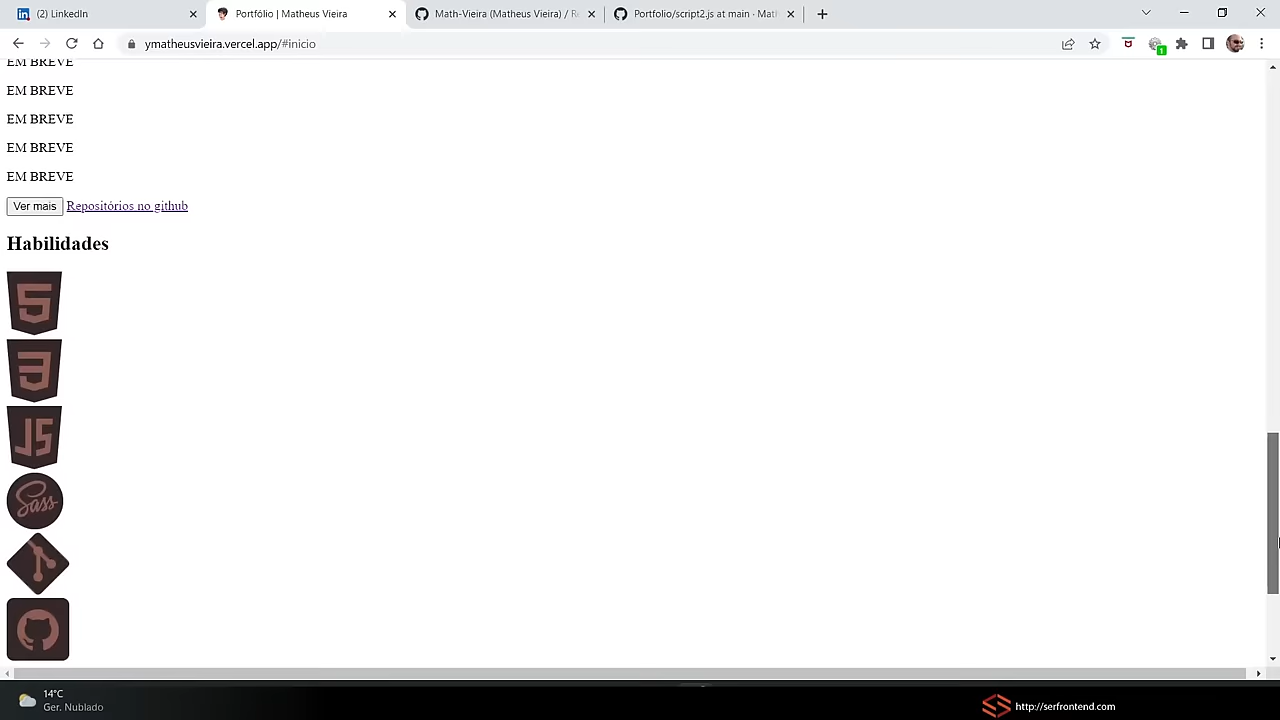 (2) LinkedIn
Portfólio | Matheus Vieira
Math-Vieira (Matheus Vieira) / R
Portfolio/script2.js at main · Mat
ymatheusvieira.vercel.app/#inicio
1
EM BREVE
EM BREVE
EM BREVE
EM BREVE
EM BREVE
Ver mais Repositórios no github
Habilidades
5
3
JS
Sass
14°C
Ger. Nublado
http://serfrontend.com